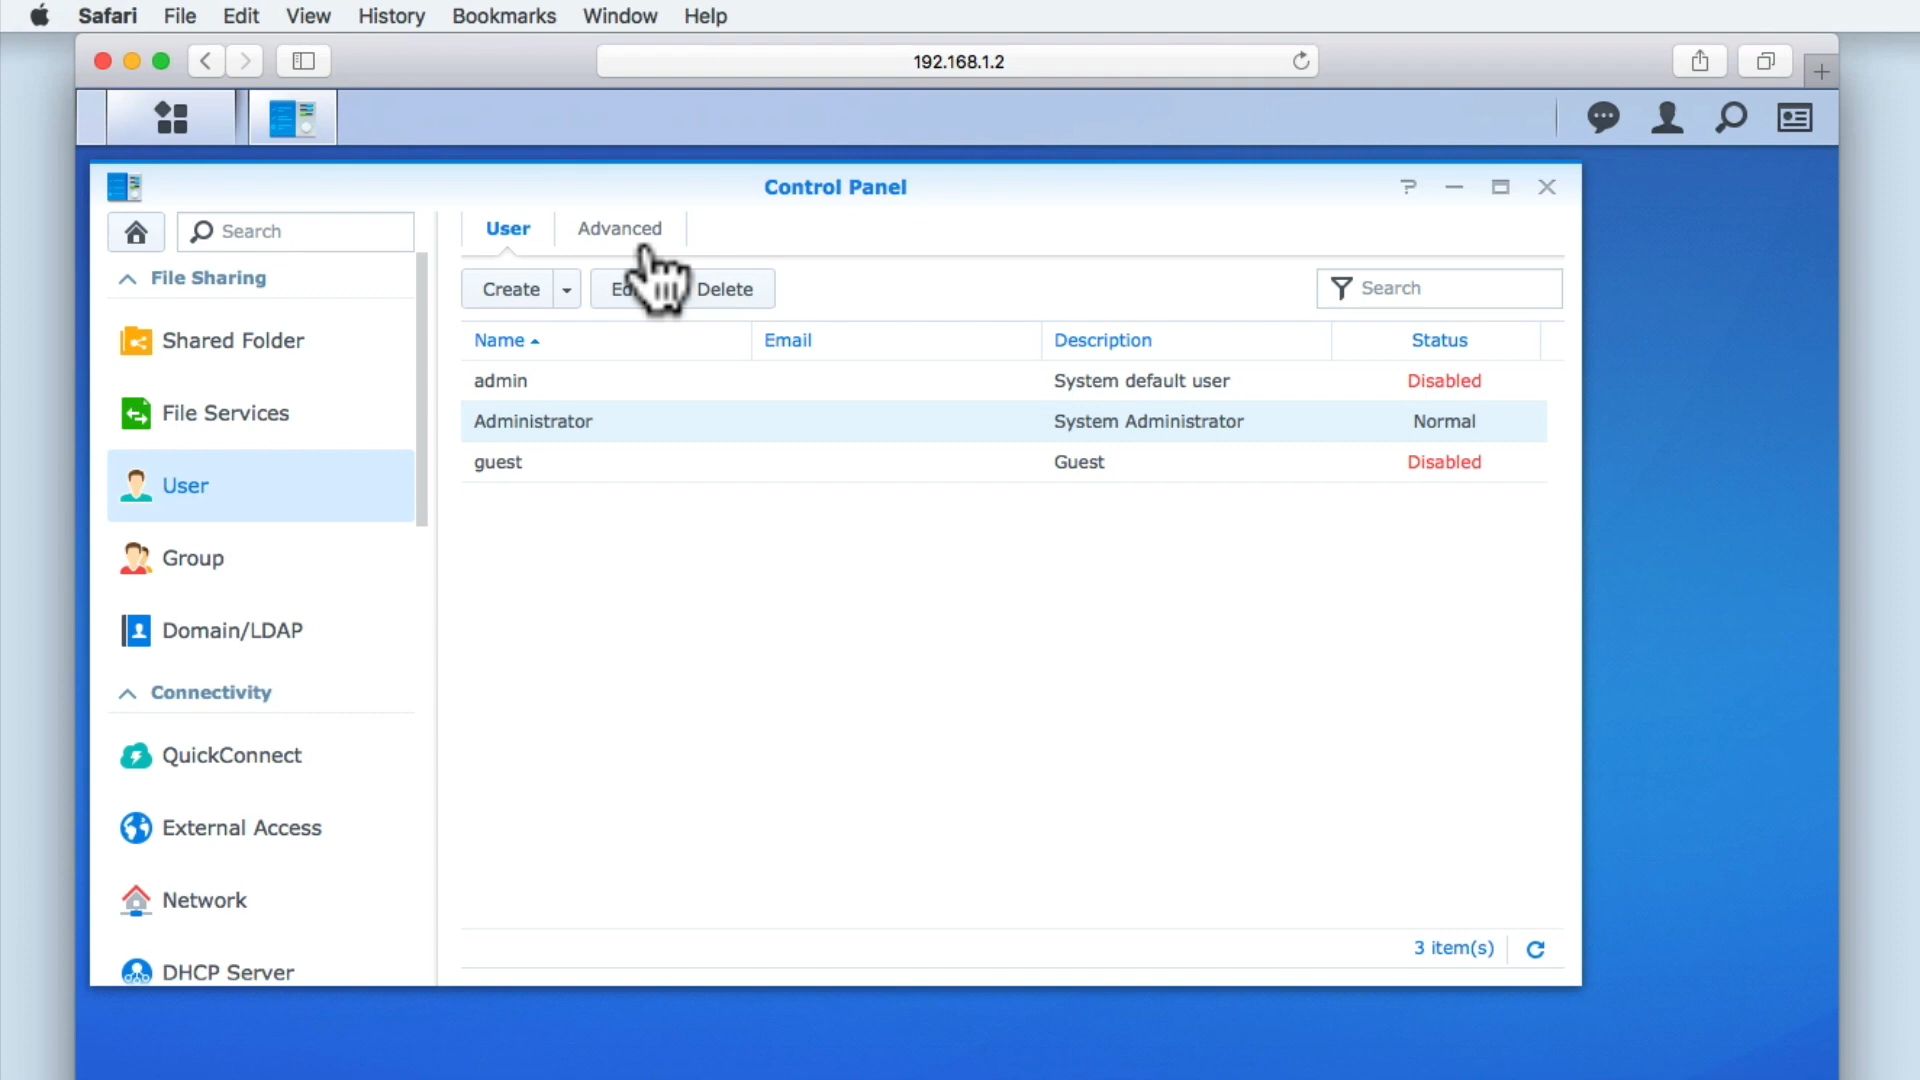 Safari File Edit View History Bookmarks Window Help
192.168.1.2
Control Panel
Search
User Advanced
File Sharing
Create Delete
Search
Name Email Description Status
Shared Folder
admin System default user Disabled
File Services
Administrator System Administrator Normal
guest Guest Disabled
User
Group
Domain/LDAP
Connectivity
QuickConnect
External Access
Network
3 item(s)
DHCP Server